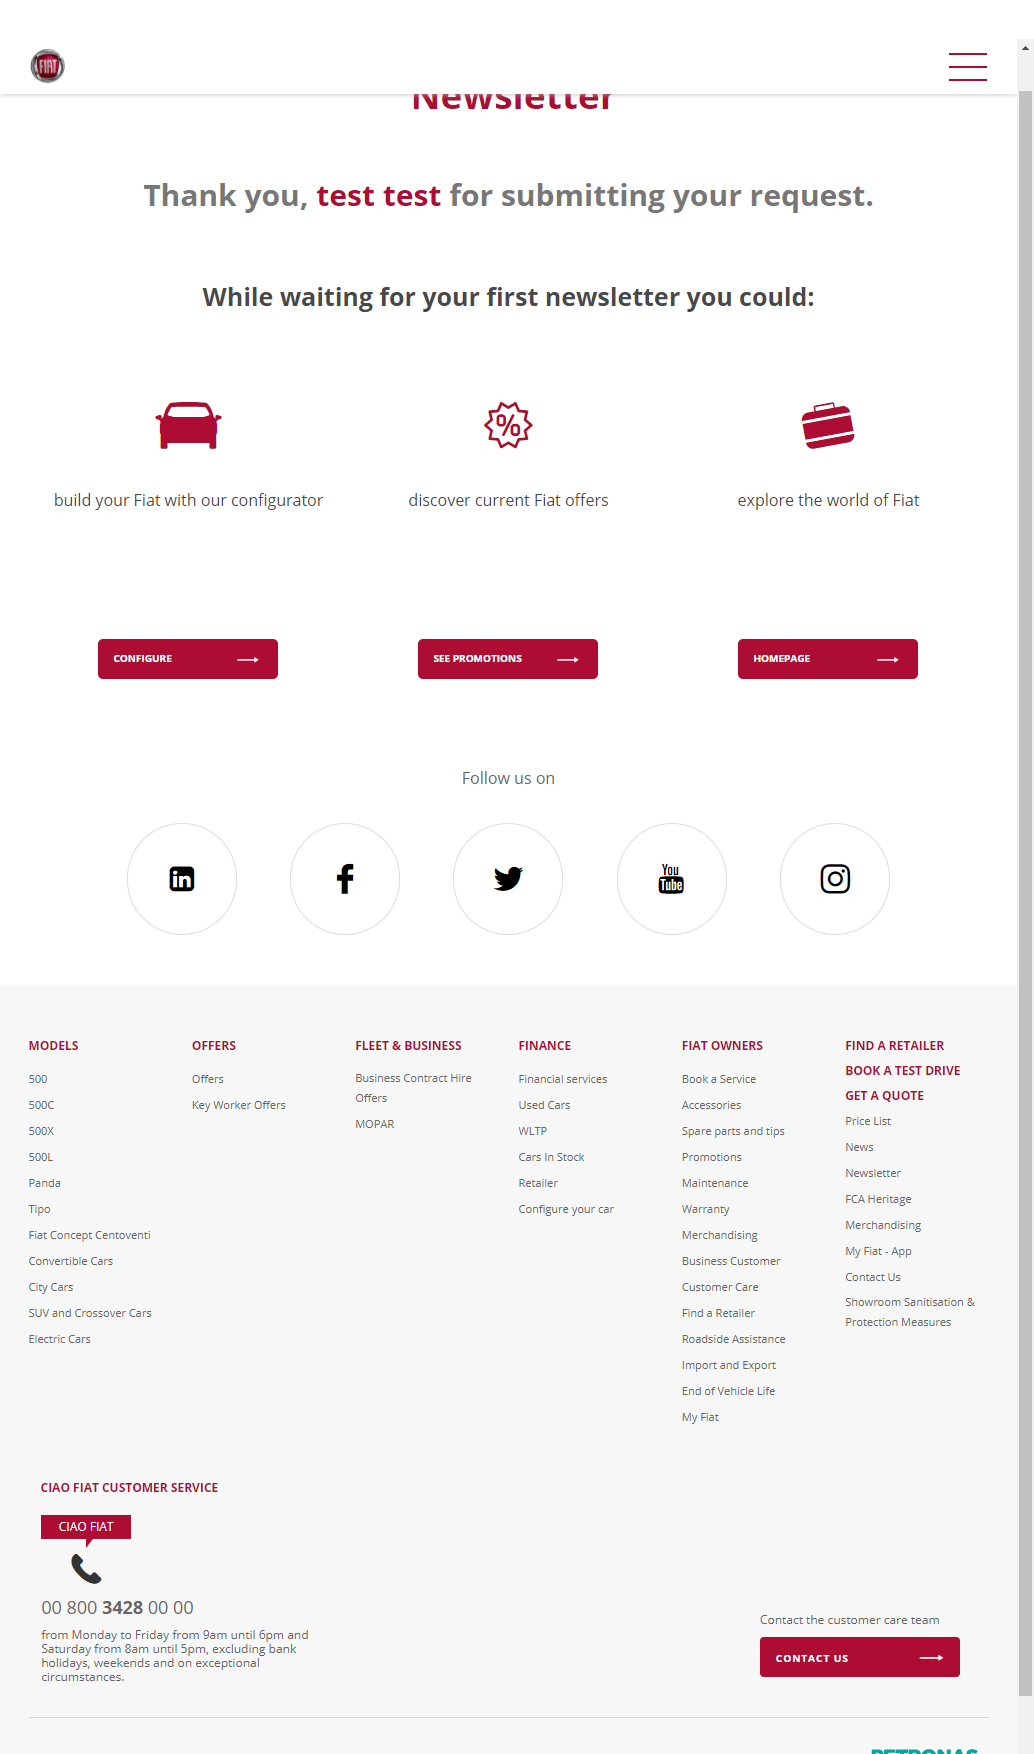 FIAT
Newsletter
Thank you, test test for submitting your request.
While waiting for your first newsletter you could:
build your Fiat with our configurator
discover current Fiat offers
explore the world of Fiat
CONFIGURE
SEE PROMOTIONS
HOMEPAGE
Follow us on
in
f
You
Tube
MODELS
500
500C
500X
500L
Panda
Tipo
Fiat Concept Centoventi
Convertible Cars
City Cars
SUV and Crossover Cars
Electric Cars
OFFERS
Offers
Key Worker Offers
FLEET & BUSINESS
Business Contract Hire
Offers
MOPAR
FINANCE
Financial services
Used Cars
WLTP
Cars In Stock
Retailer
Configure your car
FIAT OWNERS
Book a Service
Accessories
Spare parts and tips
Promotions
Maintenance
Warranty
Merchandising
Business Customer
Customer Care
Find a Retailer
Roadside Assistance
Import and Export
End of Vehicle Life
My Fiat
FIND A RETAILER
BOOK A TEST DRIVE
GET A QUOTE
Price List
News
Newsletter
FCA Heritage
Merchandising
My Fiat - App
Contact Us
Showroom Sanitisation &
Protection Measures
CIAO FIAT CUSTOMER SERVICE
CIAO FIAT
00 800 3428 00 00
from Monday to Friday from 9am until 6pm and
Saturday from 8am until 5pm, excluding bank
holidays, weekends and on exceptional
circumstances.
Contact the customer care team
CONTACT US
PETRONAS